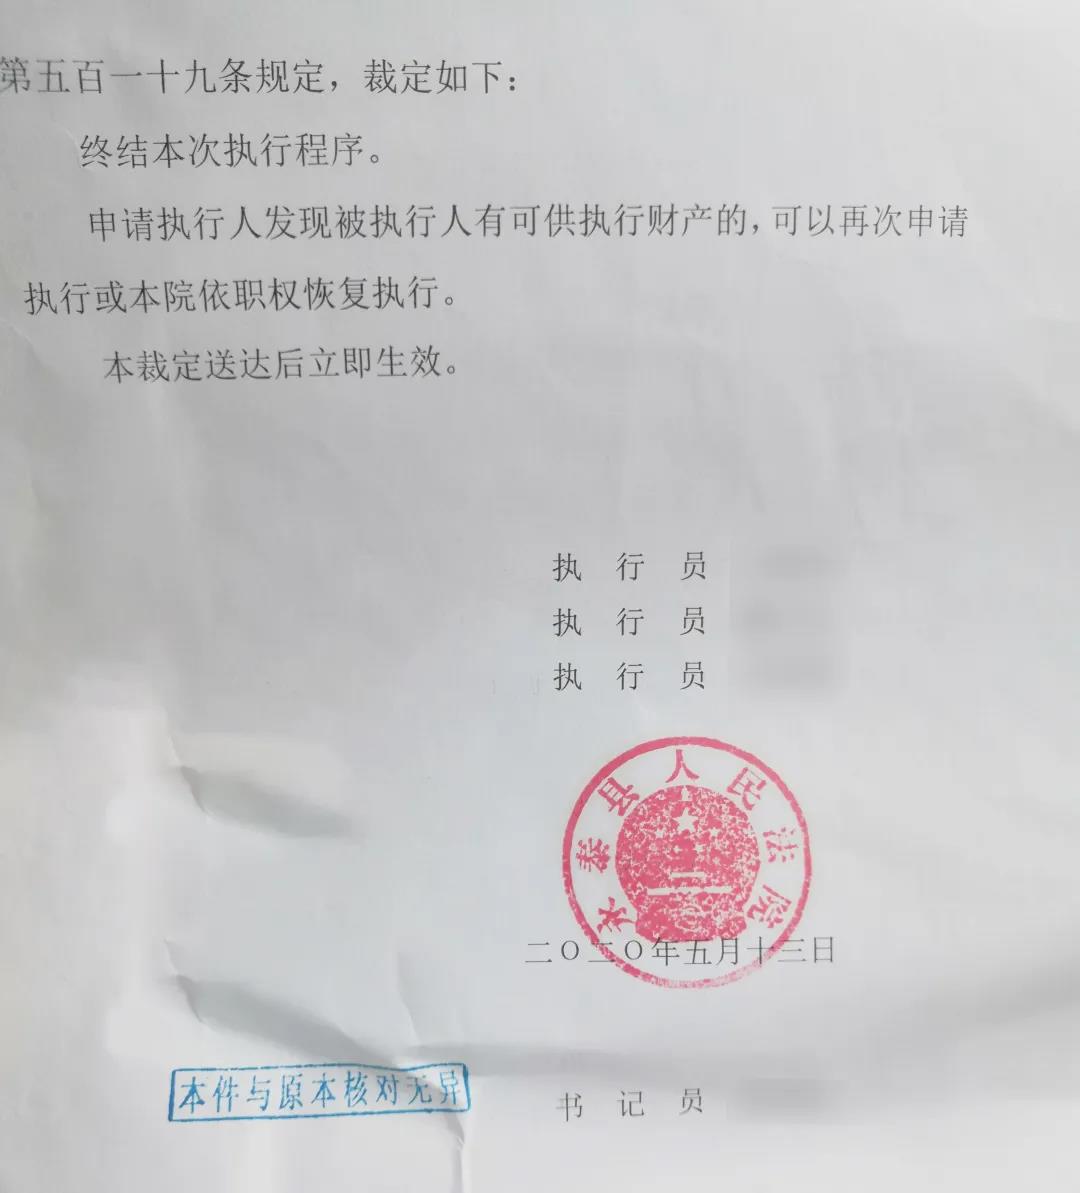 第五百一十九条规定，裁定如下：
终结本次执行程序。
申请执行人发现被执行人有可供执行财产的，可以再次申请
执行或本院依职权恢复执行。
本裁定送达后立即生效。
执 行 员
执 行 员
执 行 员
永泰县人民法院
二〇二〇年五月十三日
本件与原本核对无异
书 记 员